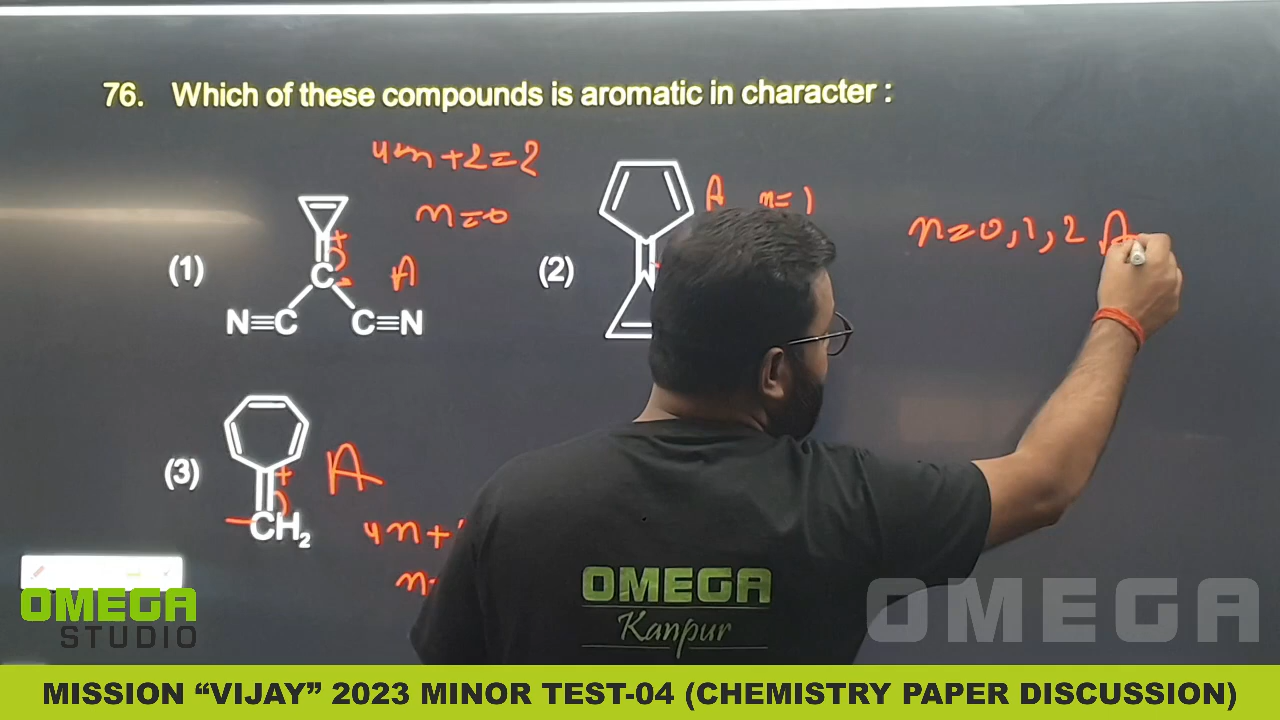 76. Which of these compounds is aromatic in character :
4n+2=2
n=0
(1)
C
A
N≡C
C≡N
(2)
A n=1
n=0,1,2 A
(3)
CH2
A
4n+
n
OMEGA
Kanpur
OMEGA
STUDIO
OMEGA
MISSION “VIJAY” 2023 MINOR TEST-04 (CHEMISTRY PAPER DISCUSSION)